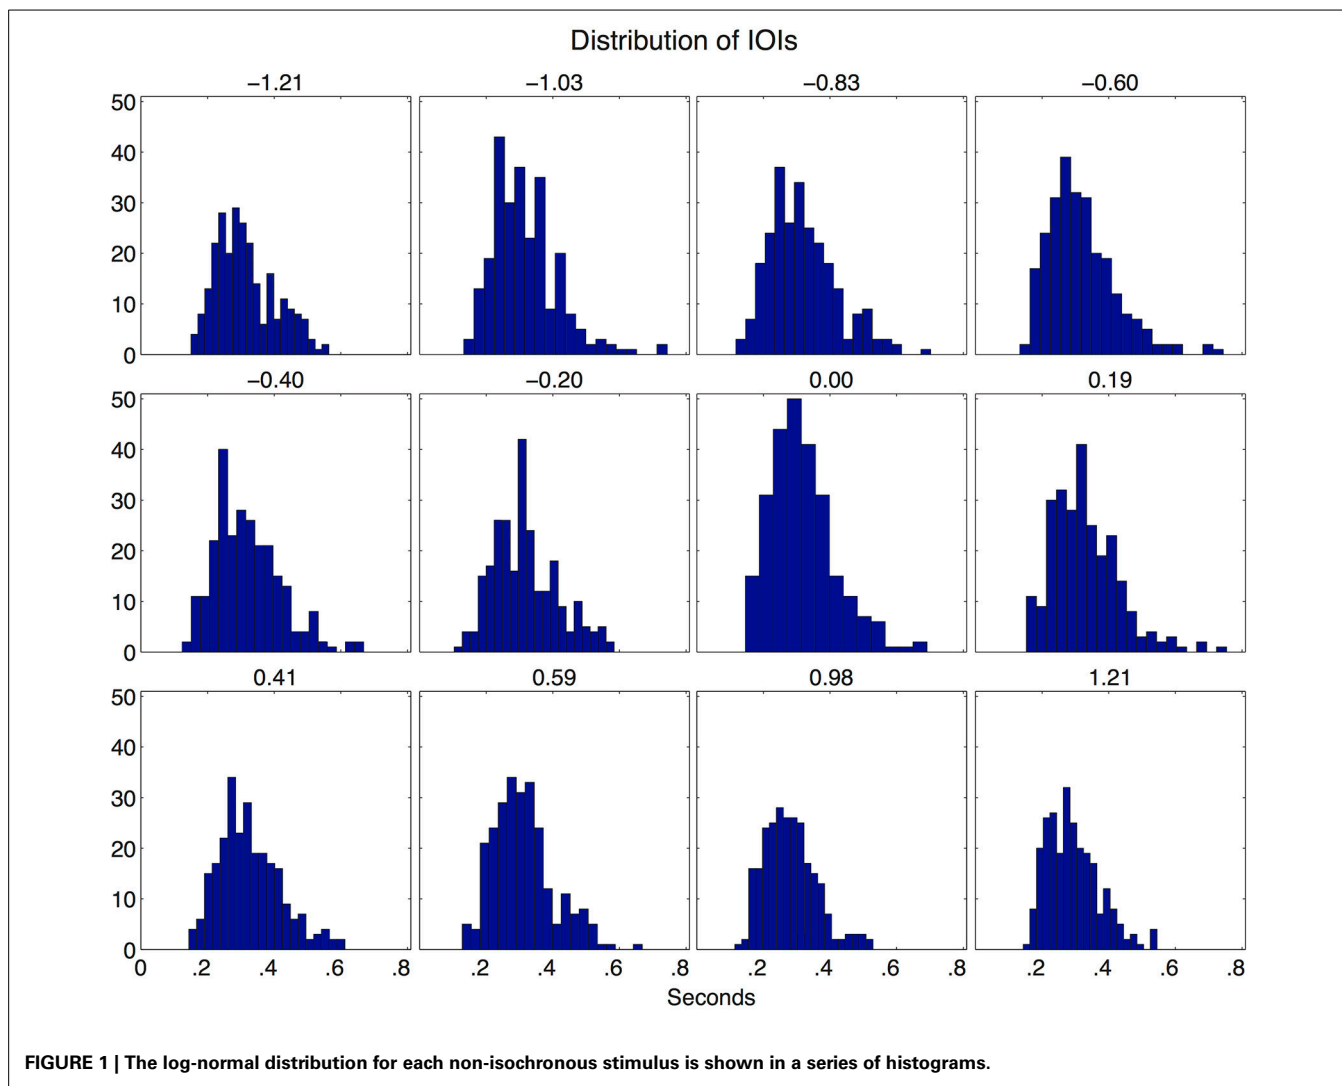 Distribution of IOIs
−1.21 −1.03 −0.83 −0.60
50
40
30
20
10
0
−0.40 −0.20 0.00 0.19
50
40
30
20
10
0
0.41 0.59 0.98 1.21
50
40
30
20
10
0
0 .2 .4 .6 .8 .2 .4 .6 .8 .2 .4 .6 .8 .2 .4 .6 .8
Seconds
FIGURE 1 | The log-normal distribution for each non-isochronous stimulus is shown in a series of histograms.